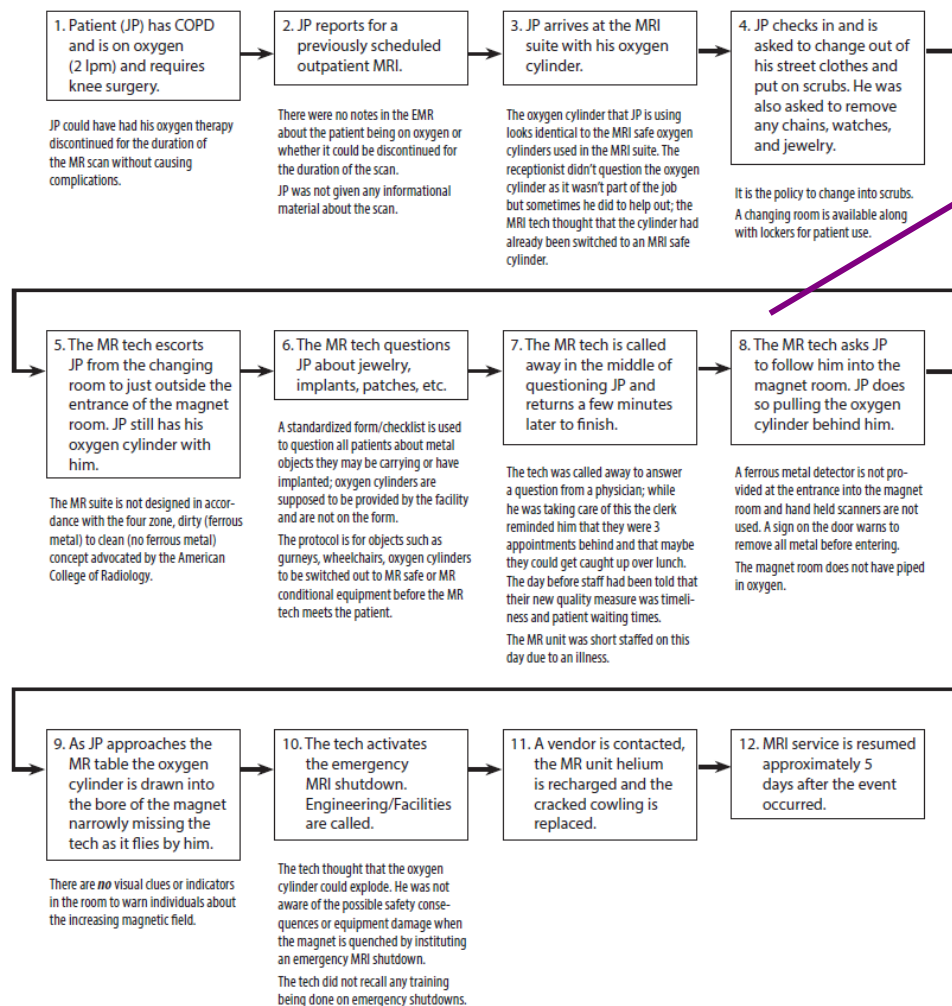 1. Patient (JP) has COPD
and is on oxygen
(2 lpm) and requires
knee surgery.
JP could have had his oxygen therapy
discontinued for the duration of
the MR scan without causing
complications.
2. JP reports for a
previously scheduled
outpatient MRI.
There were no notes in the EMR
about the patient being on oxygen or
whether it could be discontinued for
the duration of the scan.
JP was not given any informational
material about the scan.
3. JP arrives at the MRI
suite with his oxygen
cylinder.
The oxygen cylinder that JP is using
looks identical to the MRI safe oxygen
cylinders used in the MRI suite. The
receptionist didn't question the oxygen
cylinder as it wasn't part of the job
but sometimes he did to help out; the
MRI tech thought that the cylinder had
already been switched to an MRI safe
cylinder.
4. JP checks in and is
asked to change out of
his street clothes and
put on scrubs. He was
also asked to remove
any chains, watches,
and jewelry.
It is the policy to change into scrubs.
A changing room is available along
with lockers for patient use.
5. The MR tech escorts
JP from the changing
room to just outside the
entrance of the magnet
room. JP still has his
oxygen cylinder with
him.
The MR suite is not designed in accor-
dance with the four zone, dirty (ferrous
metal) to clean (no ferrous metal)
concept advocated by the American
College of Radiology.
6. The MR tech questions
JP about jewelry,
implants, patches, etc.
A standardized form/checklist is used
to question all patients about metal
objects they may be carrying or have
implanted; oxygen cylinders are
supposed to be provided by the facility
and are not on the form.
The protocol is for objects such as
gurneys, wheelchairs, oxygen cylinders
to be switched out to MR safe or MR
conditional equipment before the MR
tech meets the patient.
7. The MR tech is called
away in the middle of
questioning JP and
returns a few minutes
later to finish.
The tech was called away to answer
a question from a physician; while
he was taking care of this the clerk
reminded him that they were 3
appointments behind and that maybe
they could get caught up over lunch.
The day before staff had been told that
their new quality measure was timeli-
ness and patient waiting times.
The MR unit was short staffed on this
day due to an illness.
8. The MR tech asks JP
to follow him into the
magnet room. JP does
so pulling the oxygen
cylinder behind him.
A ferrous metal detector is not pro-
vided at the entrance into the magnet
room and hand held scanners are not
used. A sign on the door warns to
remove all metal before entering.
The magnet room does not have piped
in oxygen.
9. As JP approaches the
MR table the oxygen
cylinder is drawn into
the bore of the magnet
narrowly missing the
tech as it flies by him.
There are no visual clues or indicators
in the room to warn individuals about
the increasing magnetic field.
10. The tech activates
the emergency
MRI shutdown.
Engineering/Facilities
are called.
The tech thought that the oxygen
cylinder could explode. He was not
aware of the possible safety conse-
quences or equipment damage when
the magnet is quenched by instituting
an emergency MRI shutdown.
The tech did not recall any training
being done on emergency shutdowns.
11. A vendor is contacted,
the MR unit helium
is recharged and the
cracked cowling is
replaced.
12. MRI service is resumed
approximately 5
days after the event
occurred.